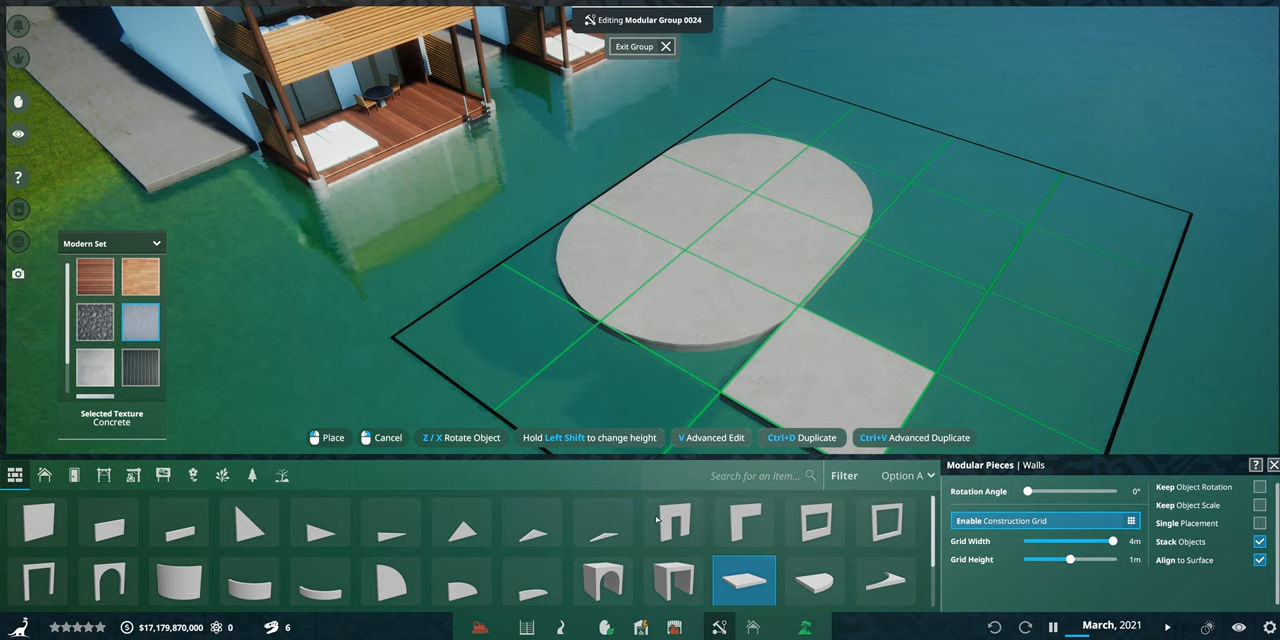 Editing Modular Group 0024
Exit Group
?
Modern Set
Selected Texture
Concrete
Place
Cancel
Z / X Rotate Object
Hold Left Shift to change height
V Advanced Edit
Ctrl+D Duplicate
Ctrl+V Advanced Duplicate
Search for an item...
Filter
Option A
Modular Pieces | Walls
?
Rotation Angle
0°
Enable Construction Grid
Grid Width
4m
Grid Height
1m
Keep Object Rotation
Keep Object Scale
Single Placement
Stack Objects
Align to Surface
$17,179,870,000
0
6
March, 2021